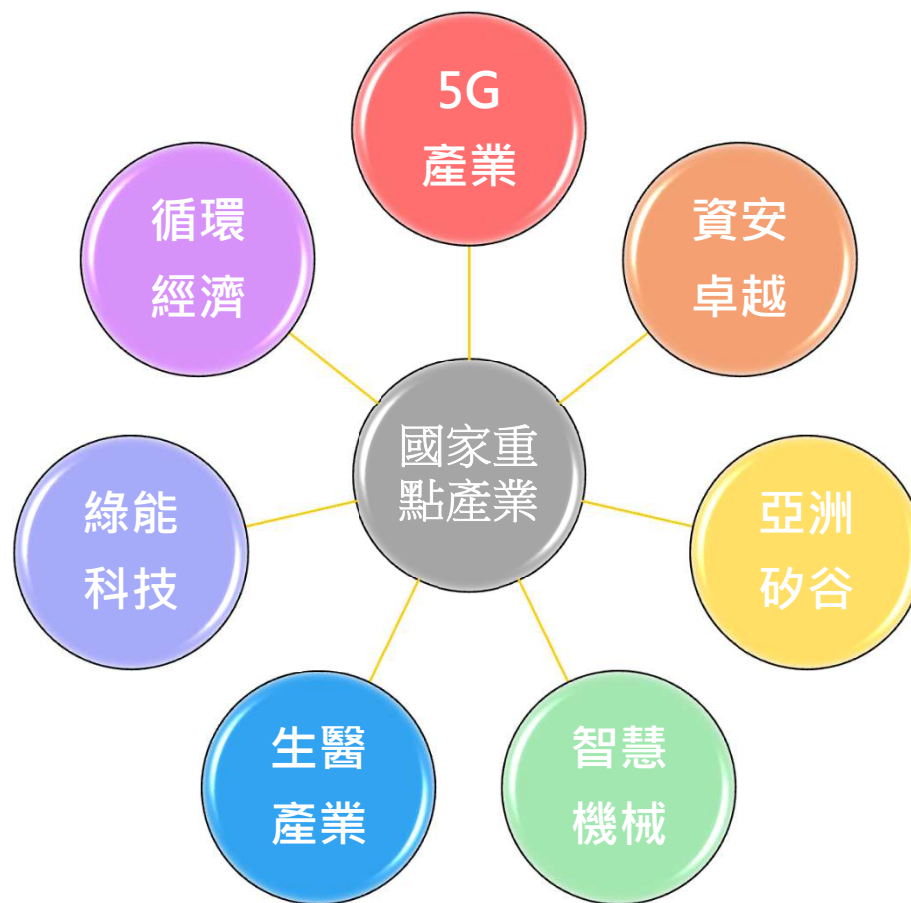 5G
產業
資安
卓越
亞洲
矽谷
智慧
機械
生醫
產業
綠能
科技
循環
經濟
國家重
點產業